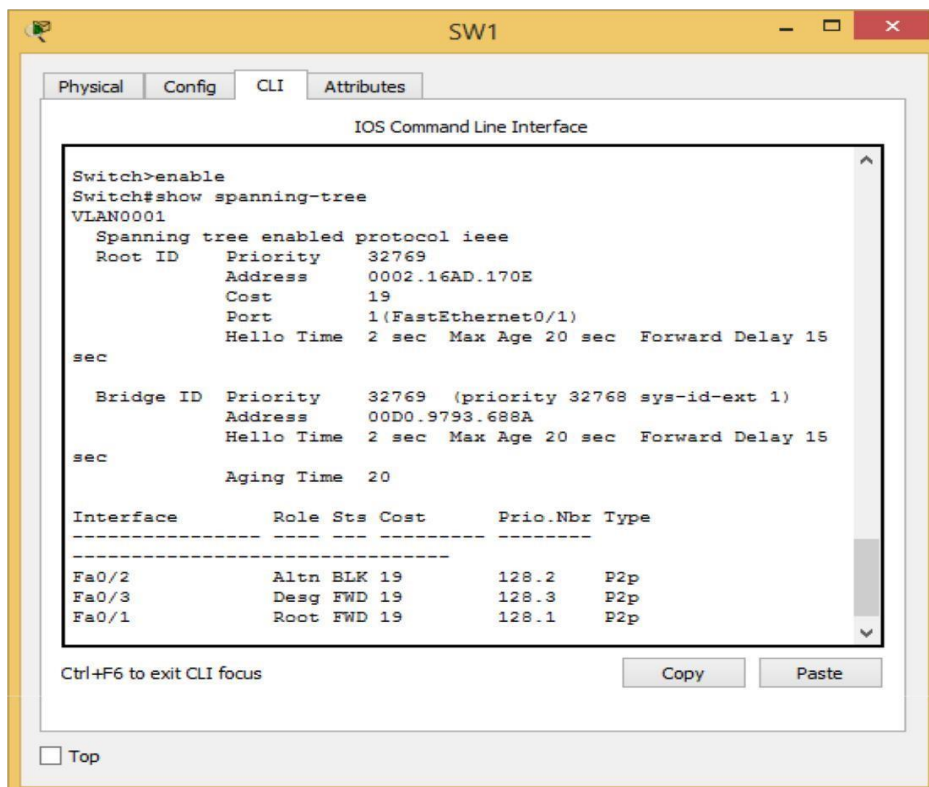 SW1
Physical Config CLI Attributes
IOS Command Line Interface
Switch>enable
Switch#show spanning-tree
VLAN0001
  Spanning tree enabled protocol ieee
  Root ID    Priority    32769
             Address     0002.16AD.170E
             Cost        19
             Port        1(FastEthernet0/1)
             Hello Time  2 sec  Max Age 20 sec  Forward Delay 15
sec
  Bridge ID  Priority    32769  (priority 32768 sys-id-ext 1)
             Address     00D0.9793.688A
             Hello Time  2 sec  Max Age 20 sec  Forward Delay 15
sec
             Aging Time  20
Interface        Role Sts Cost      Prio.Nbr Type
---------------- ---- --- --------- --------
--------------------------------
Fa0/2            Altn BLK 19        128.2    P2p
Fa0/3            Desg FWD 19        128.3    P2p
Fa0/1            Root FWD 19        128.1    P2p
Ctrl+F6 to exit CLI focus
Copy Paste
Top